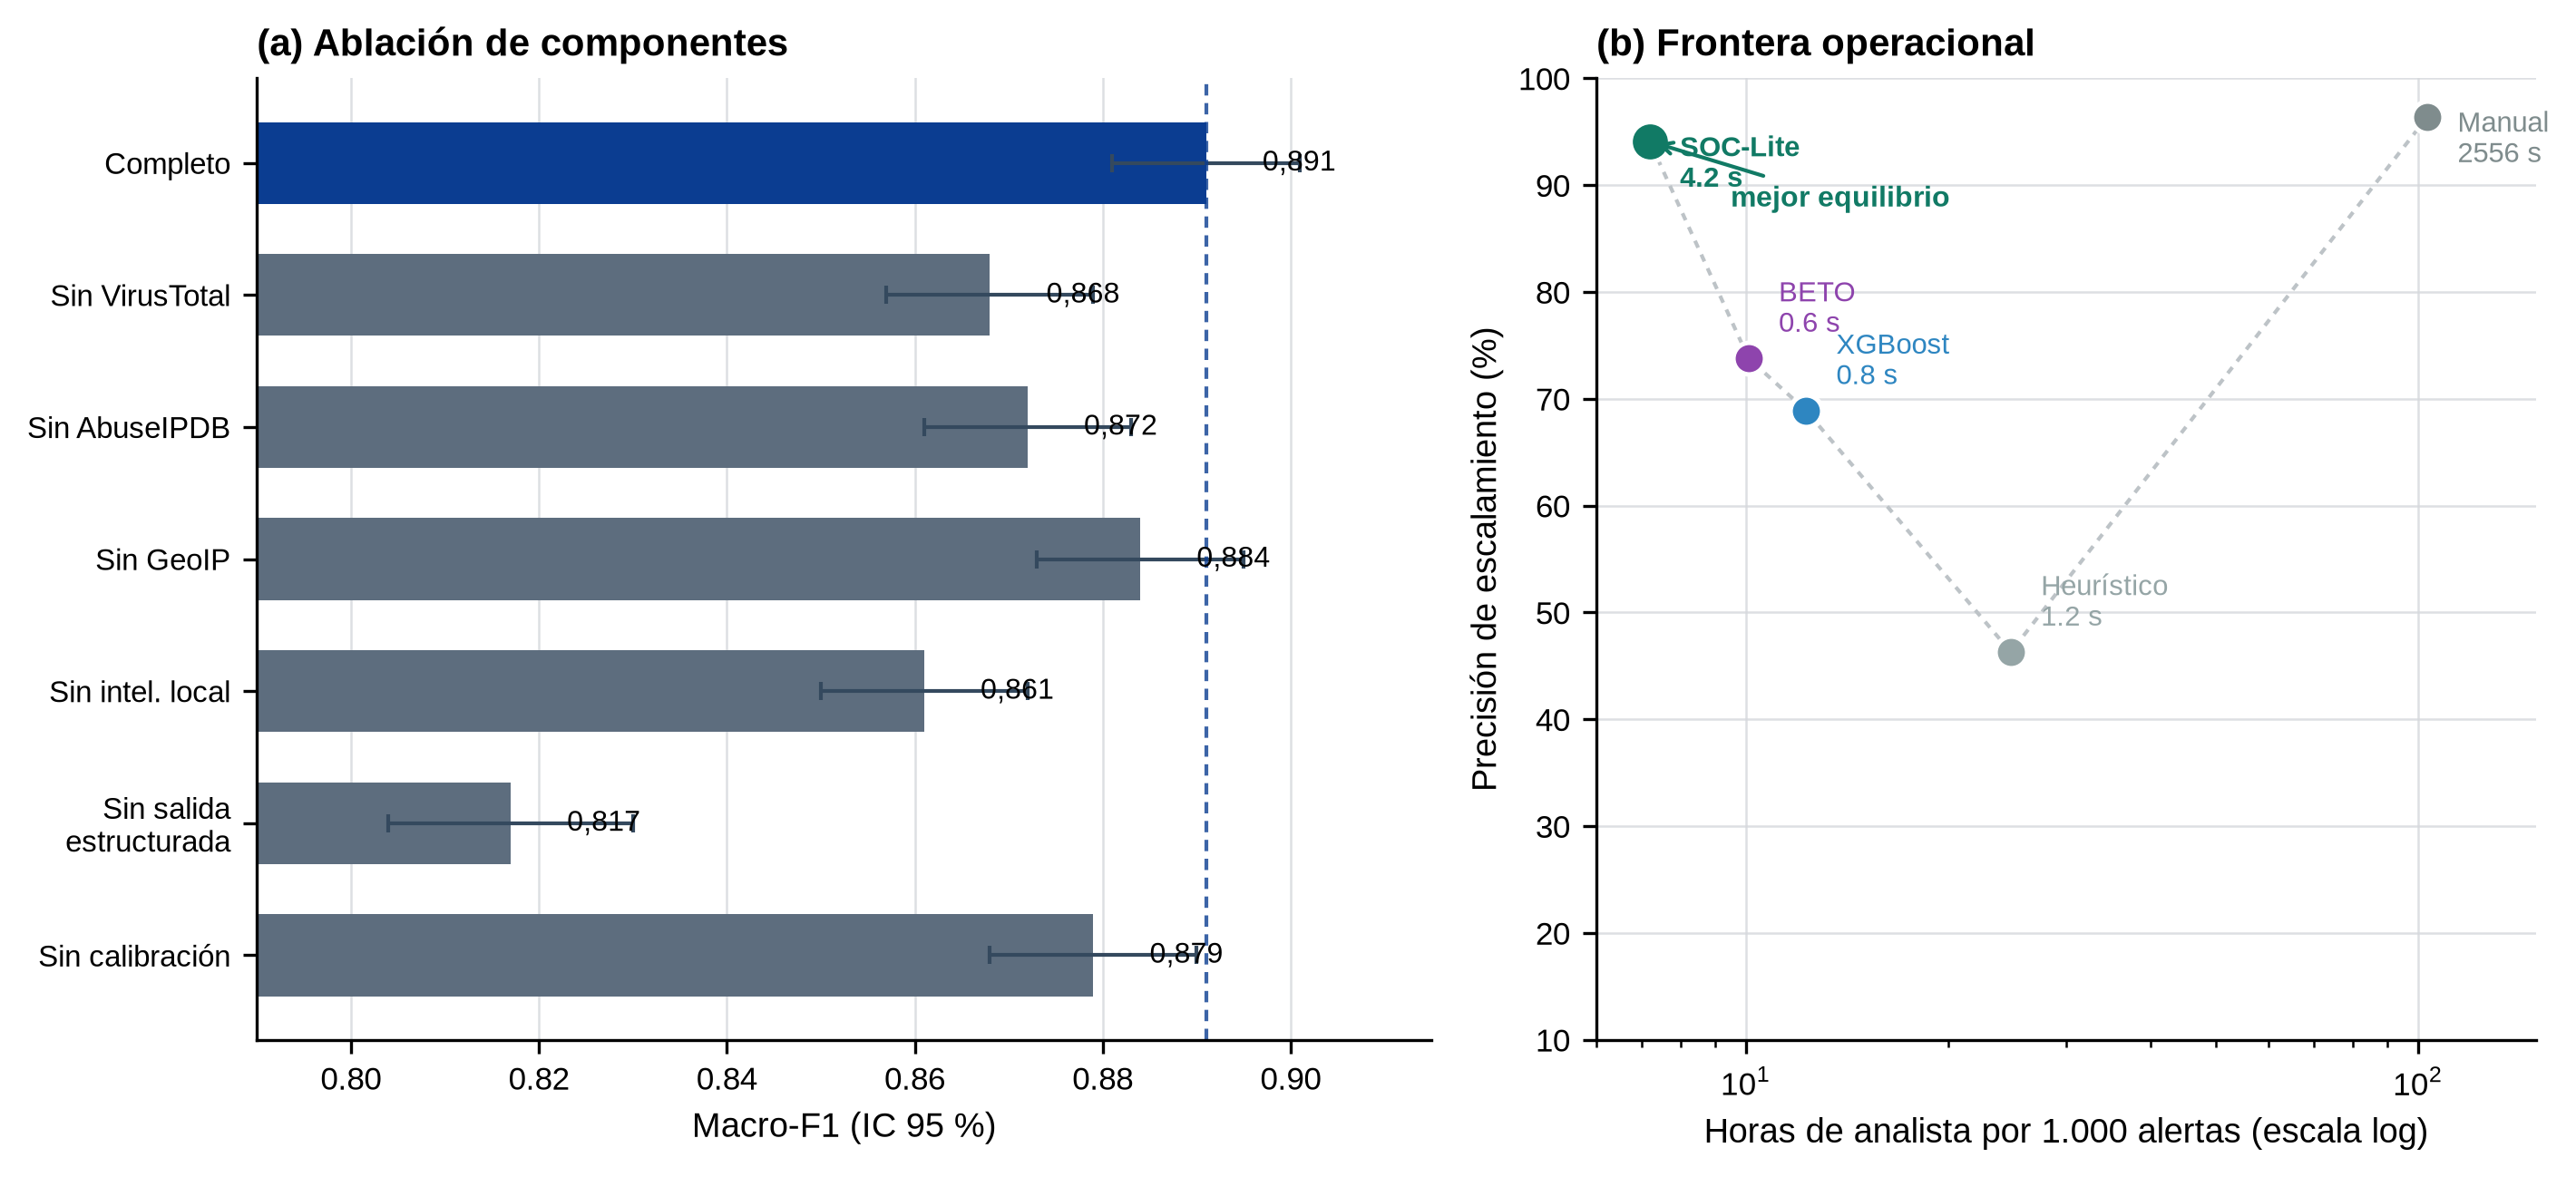 (a) Ablación de componentes
Completo
0,891
Sin VirusTotal
0,868
Sin AbuseIPDB
0,872
Sin GeoIP
0,884
Sin intel. local
0,861
Sin salida
estructurada
0,817
Sin calibración
0,879
0.80
0.82
0.84
0.86
0.88
0.90
Macro-F1 (IC 95 %)
(b) Frontera operacional
Precisión de escalamiento (%)
100
90
80
70
60
50
40
30
20
10
SOC-Lite
4.2 s
mejor equilibrio
Manual
2556 s
BETO
0.6 s
XGBoost
0.8 s
Heurístico
1.2 s
10¹
10²
Horas de analista por 1.000 alertas (escala log)